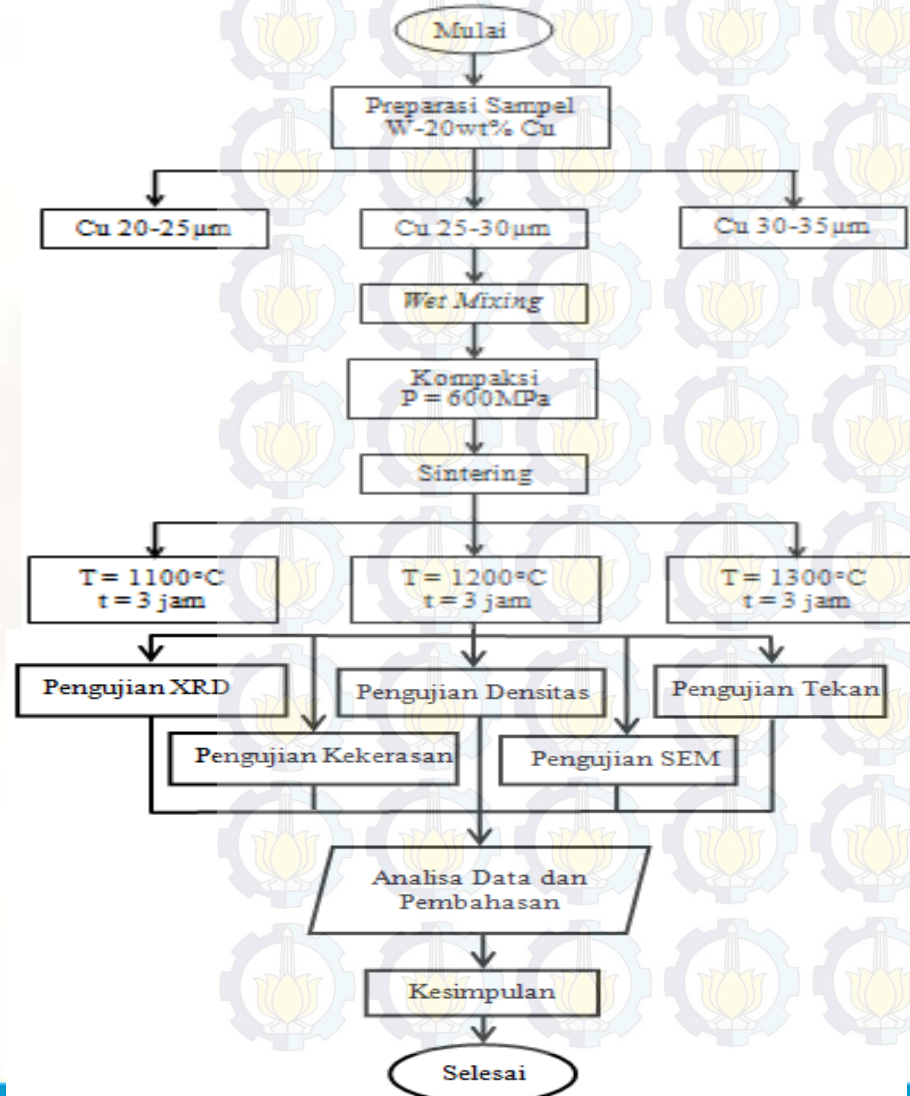 Mulai
Preparasi Sampel
W-20wt% Cu
Cu 20-25µm
Cu 25-30µm
Cu 30-35µm
Wet Mixing
Kompaksi
P = 600MPa
Sintering
T = 1100°C
t = 3 jam
T = 1200°C
t = 3 jam
T = 1300°C
t = 3 jam
Pengujian XRD
Pengujian Densitas
Pengujian Tekan
Pengujian Kekerasan
Pengujian SEM
Analisa Data dan
Pembahasan
Kesimpulan
Selesai